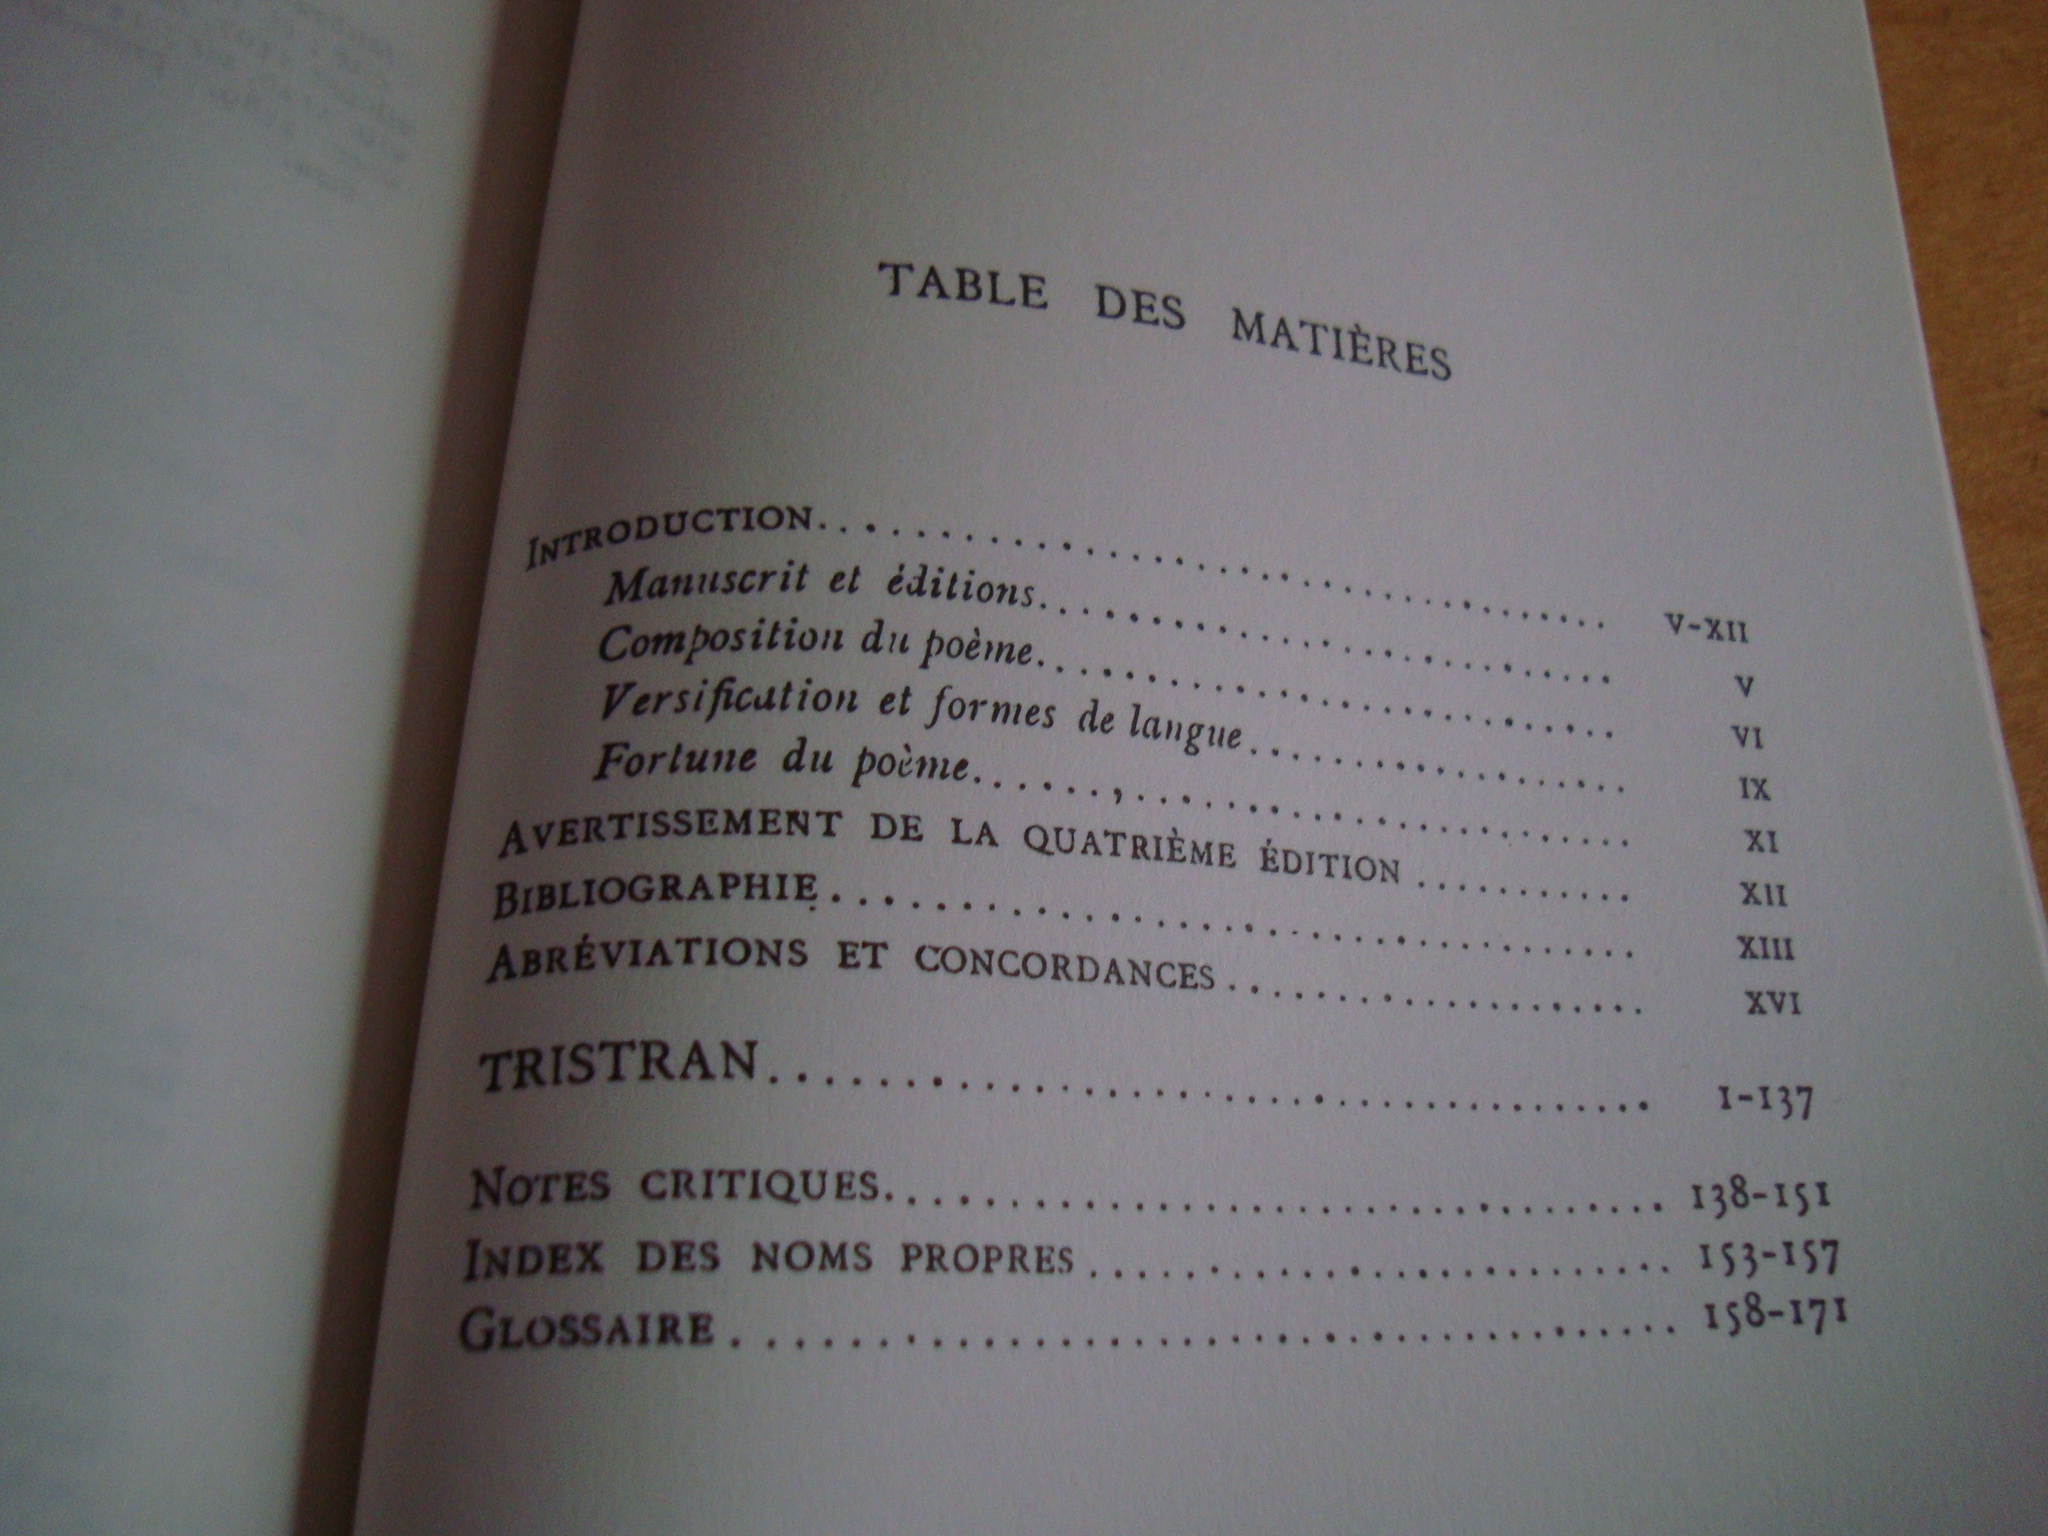 TABLE DES MATIÈRES
INTRODUCTION........................................ V-XII
Manuscrit et éditions.............................. V
Composition du poème.............................. VI
Versification et formes de langue.................... IX
Fortune du poème......,........................ XI
AVERTISSEMENT DE LA QUATRIÈME ÉDITION........... XII
BIBLIOGRAPHIE................................ XIII
ABRÉVIATIONS ET CONCORDANCES.................. XVI
TRISTRAN................................ 1-137
NOTES CRITIQUES.............................. 138-151
INDEX DES NOMS PROPRES........................ 153-157
GLOSSAIRE.................................. 158-171